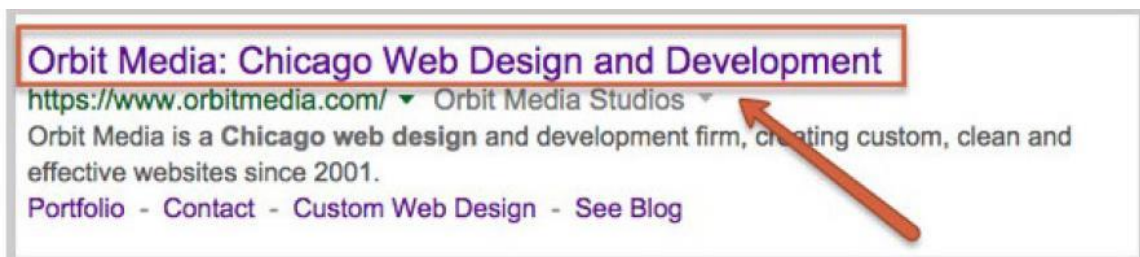 Orbit Media: Chicago Web Design and Development
https://www.orbitmedia.com/ Orbit Media Studios
Orbit Media is a Chicago web design and development firm, creating custom, clean and
effective websites since 2001.
Portfolio - Contact - Custom Web Design - See Blog